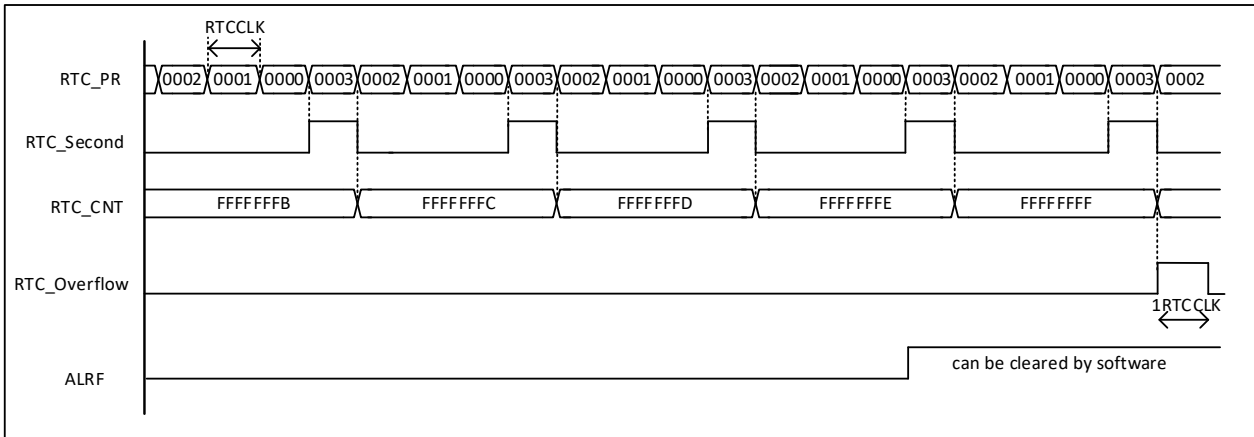 RTCCLK
RTC_PR 0002 0001 0000 0003 0002 0001 0000 0003 0002 0001 0000 0003 0002 0001 0000 0003 0002 0001 0000 0003 0002
RTC_Second
RTC_CNT FFFFFFFB FFFFFFFC FFFFFFFD FFFFFFFE FFFFFFFF
RTC_Overflow
1RTCCLK
ALRF can be cleared by software